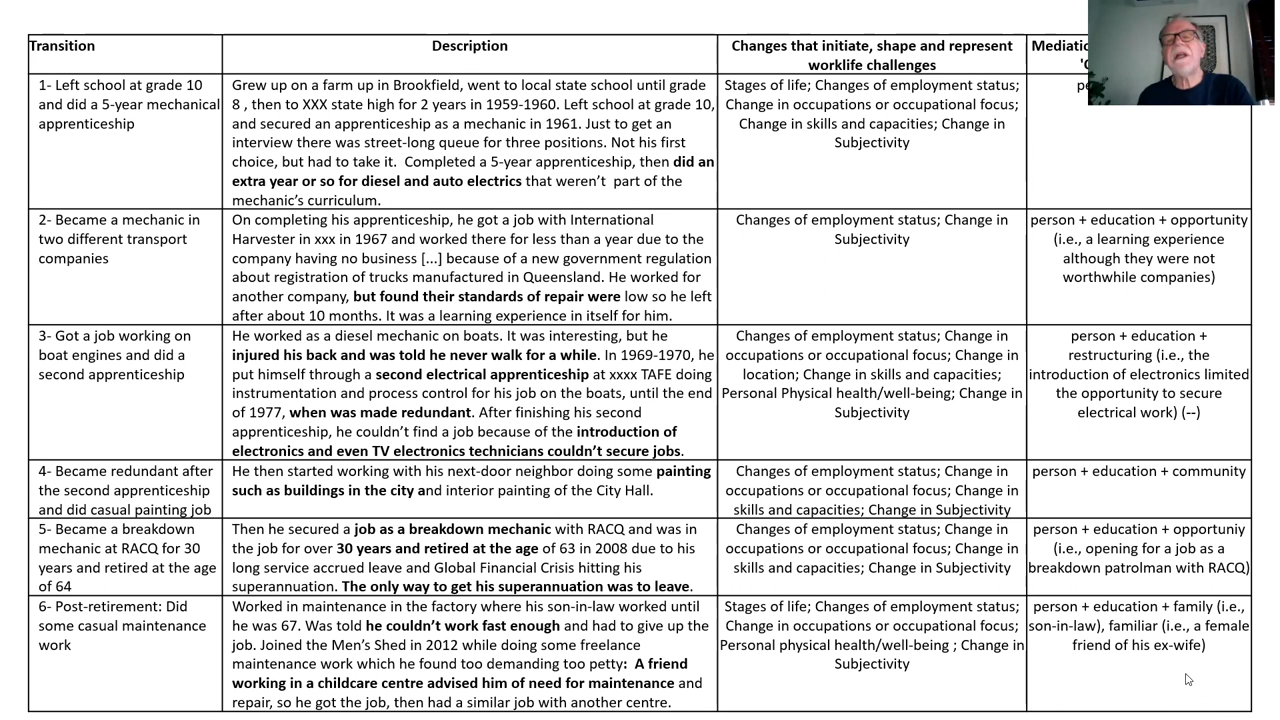 Transition
Description
Changes that initiate, shape and represent
worklife challenges
1- Left school at grade 10
and did a 5-year mechanical
apprenticeship
Grew up on a farm up in Brookfield, went to local state school until grade
8 , then to XXX state high for 2 years in 1959-1960. Left school at grade 10,
and secured an apprenticeship as a mechanic in 1961. Just to get an
interview there was street-long queue for three positions. Not his first
choice, but had to take it.  Completed a 5-year apprenticeship, then did an
extra year or so for diesel and auto electrics that weren’t  part of the
mechanic’s curriculum.
Stages of life; Changes of employment status;
Change in occupations or occupational focus;
Change in skills and capacities; Change in
Subjectivity
2- Became a mechanic in
two different transport
companies
On completing his apprenticeship, he got a job with International
Harvester in xxx in 1967 and worked there for less than a year due to the
company having no business [...] because of a new government regulation
about registration of trucks manufactured in Queensland. He worked for
another company, but found their standards of repair were low so he left
after about 10 months. It was a learning experience in itself for him.
Changes of employment status; Change in
Subjectivity
person + education + opportunity
(i.e., a learning experience
although they were not
worthwhile companies)
3- Got a job working on
boat engines and did a
second apprenticeship
He worked as a diesel mechanic on boats. It was interesting, but he
injured his back and was told he never walk for a while. In 1969-1970, he
put himself through a second electrical apprenticeship at xxxx TAFE doing
instrumentation and process control for his job on the boats, until the end
of 1977, when was made redundant. After finishing his second
apprenticeship, he couldn’t find a job because of the introduction of
electronics and even TV electronics technicians couldn’t secure jobs.
Changes of employment status; Change in
occupations or occupational focus; Change in
location; Change in skills and capacities;
Personal Physical health/well-being; Change in
Subjectivity
person + education +
restructuring (i.e., the
introduction of electronics limited
the opportunity to secure
electrical work) (--)
4- Became redundant after
the second apprenticeship
and did casual painting job
He then started working with his next-door neighbor doing some painting
such as buildings in the city and interior painting of the City Hall.
Changes of employment status; Change in
occupations or occupational focus; Change in
skills and capacities; Change in Subjectivity
person + education + community
5- Became a breakdown
mechanic at RACQ for 30
years and retired at the age
of 64
Then he secured a job as a breakdown mechanic with RACQ and was in
the job for over 30 years and retired at the age of 63 in 2008 due to his
long service accrued leave and Global Financial Crisis hitting his
superannuation. The only way to get his superannuation was to leave.
Changes of employment status; Change in
occupations or occupational focus; Change in
skills and capacities; Change in Subjectivity
person + education + opportuniy
(i.e., opening for a job as a
breakdown patrolman with RACQ)
6- Post-retirement: Did
some casual maintenance
work
Worked in maintenance in the factory where his son-in-law worked until
he was 67. Was told he couldn’t work fast enough and had to give up the
job. Joined the Men’s Shed in 2012 while doing some freelance
maintenance work which he found too demanding too petty:  A friend
working in a childcare centre advised him of need for maintenance and
repair, so he got the job, then had a similar job with another centre.
Stages of life; Changes of employment status;
Change in occupations or occupational focus;
Personal physical health/well-being ; Change in
Subjectivity
person + education + family (i.e.,
son-in-law), familiar (i.e., a female
friend of his ex-wife)